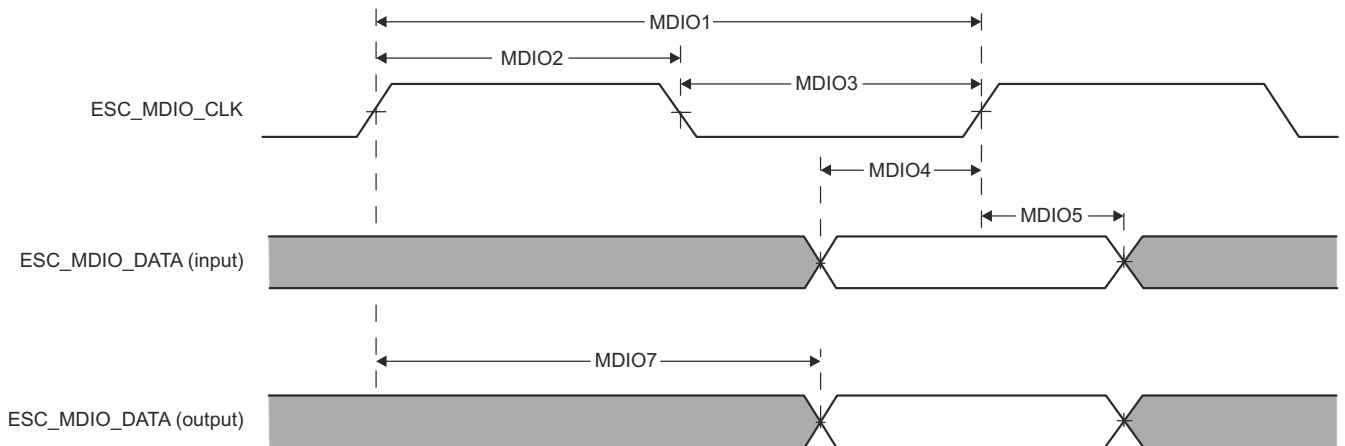 MDIO1
MDIO2
MDIO3
ESC_MDIO_CLK
MDIO4
MDIO5
ESC_MDIO_DATA (input)
MDIO7
ESC_MDIO_DATA (output)